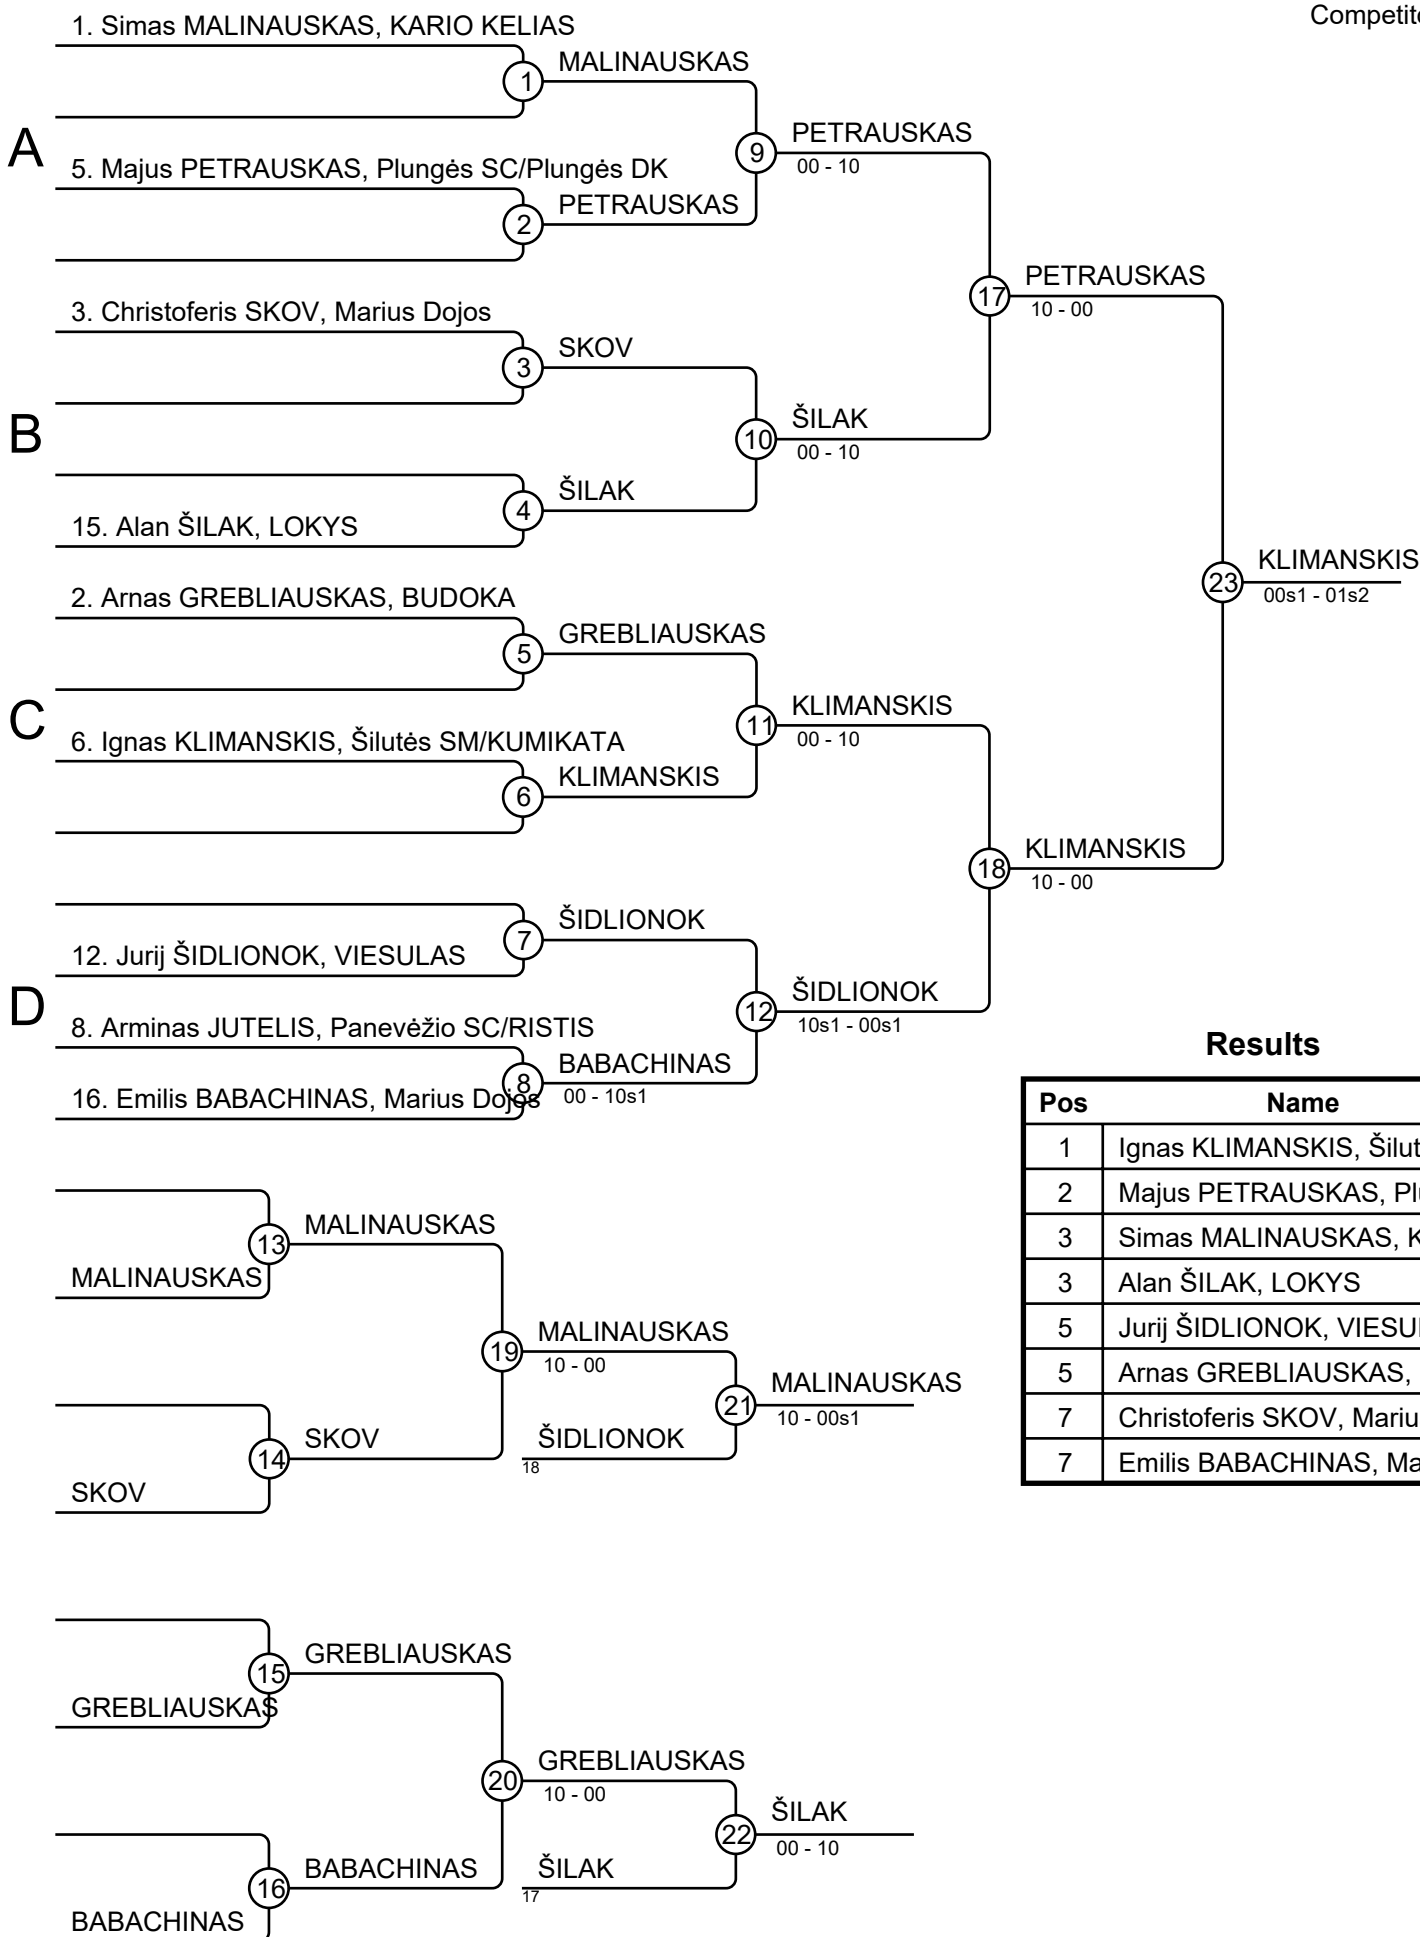 Competit
1. Simas MALINAUSKAS, KARIO KELIAS
1
MALINAUSKAS
A
9
PETRAUSKAS
00 - 10
5. Majus PETRAUSKAS, Plungės SC/Plungės DK
2
PETRAUSKAS
17
PETRAUSKAS
10 - 00
3. Christoferis SKOV, Marius Dojos
3
SKOV
B
10
ŠILAK
00 - 10
4
ŠILAK
15. Alan ŠILAK, LOKYS
23
KLIMANSKIS
00s1 - 01s2
2. Arnas GREBLIAUSKAS, BUDOKA
5
GREBLIAUSKAS
C
11
KLIMANSKIS
00 - 10
6. Ignas KLIMANSKIS, Šilutės SM/KUMIKATA
6
KLIMANSKIS
18
KLIMANSKIS
10 - 00
7
ŠIDLIONOK
12. Jurij ŠIDLIONOK, VIESULAS
D
12
ŠIDLIONOK
10s1 - 00s1
8. Arminas JUTELIS, Panevėžio SC/RISTIS
8
BABACHINAS
00 - 10s1
16. Emilis BABACHINAS, Marius Dojos
Results
Pos Name
1 Ignas KLIMANSKIS, Šilut
2 Majus PETRAUSKAS, Pl
3 Simas MALINAUSKAS, K
3 Alan ŠILAK, LOKYS
5 Jurij ŠIDLIONOK, VIESU
5 Arnas GREBLIAUSKAS,
7 Christoferis SKOV, Mariu
7 Emilis BABACHINAS, Ma
13
MALINAUSKAS
MALINAUSKAS
19
MALINAUSKAS
10 - 00
21
MALINAUSKAS
10 - 00s1
14
SKOV
ŠIDLIONOK
18
SKOV
15
GREBLIAUSKAS
GREBLIAUSKAS
20
GREBLIAUSKAS
10 - 00
22
ŠILAK
00 - 10
16
BABACHINAS
ŠILAK
17
BABACHINAS